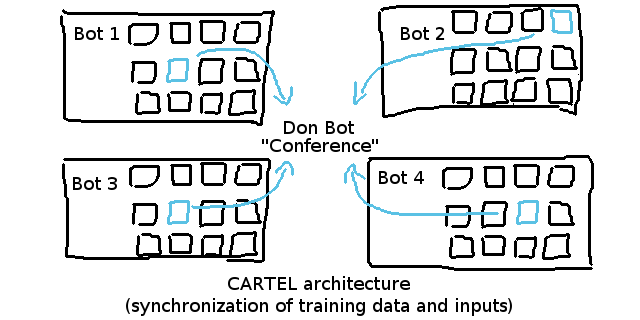 Bot 1
Bot 2
Don Bot
"Conference"
Bot 3
Bot 4
CARTEL architecture
(synchronization of training data and inputs)